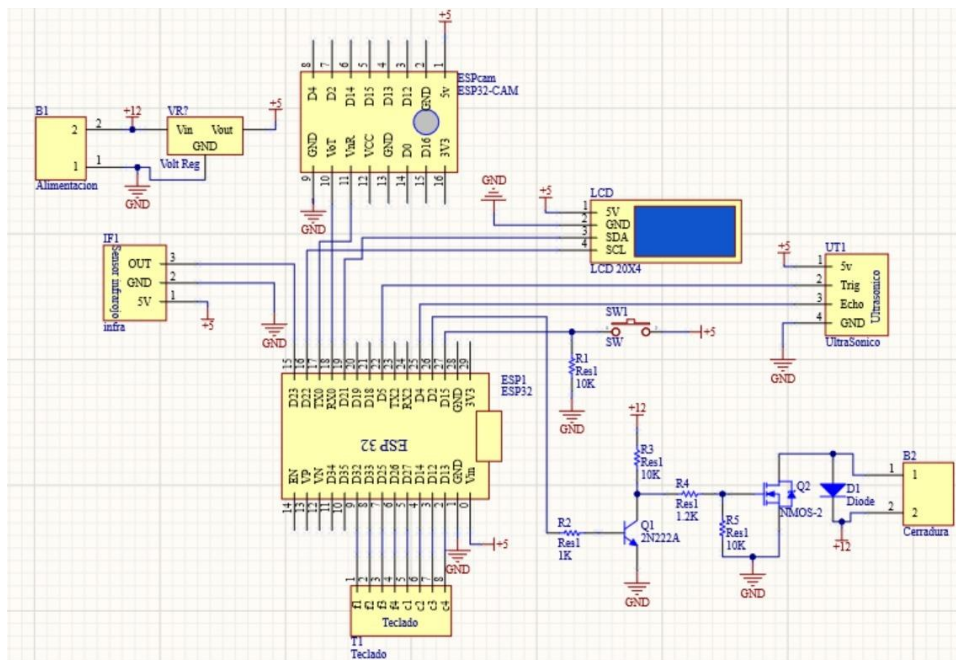 +5
8 7 6 5 4 3 2 1
D4 D2 D14 D15 D13 D12 GND 5v
ESPcam
ESP32-CAM
GND VoT VnR VCC GND D0 D16 3V3
9 10 11 12 13 14 15 16
GND
B1
2 2
1 1
Alimentacion
+12
VR?
Vin Vout
GND
Volt Reg
+5
GND
IF1
Sensor infrarojo
OUT 3
GND 2
5V 1
infra
+5
GND
GND
+5
LCD
1 5V
2 GND
3 SDA
4 SCL
LCD 20X4
UT1
+5
1 5v
2 Trig
3 Echo
4 GND
Ultrasonico
UltraSonico
GND
SW1
SW
+5
R1
Res1
10K
GND
15 16 17 18 19 20 21 22 23 24 25 26 27 28 29
D23 D22 TX0 RX0 D21 D19 D18 D5 TX2 RX2 D4 D2 D15 GND 3V3
ESP1
ESP32
ESP 32
EN VP VN D34 D35 D32 D33 D25 D26 D27 D14 D12 D13 GND Vin
14 13 12 11 10 9 8 7 6 5 4 3 2 1 0
GND
+5
1 2 3 4 5 6 7 8
f1 f2 f3 f4 c1 c2 c3 c4
Teclado
T1
Teclado
+12
R3
Res1
10K
R2
Res1
1K
Q1
2N222A
GND
R4
Res1
1.2K
R5
Res1
10K
GND
Q2
NMOS-2
D1
Diode
+12
B2
1 1
2 2
Cerradura